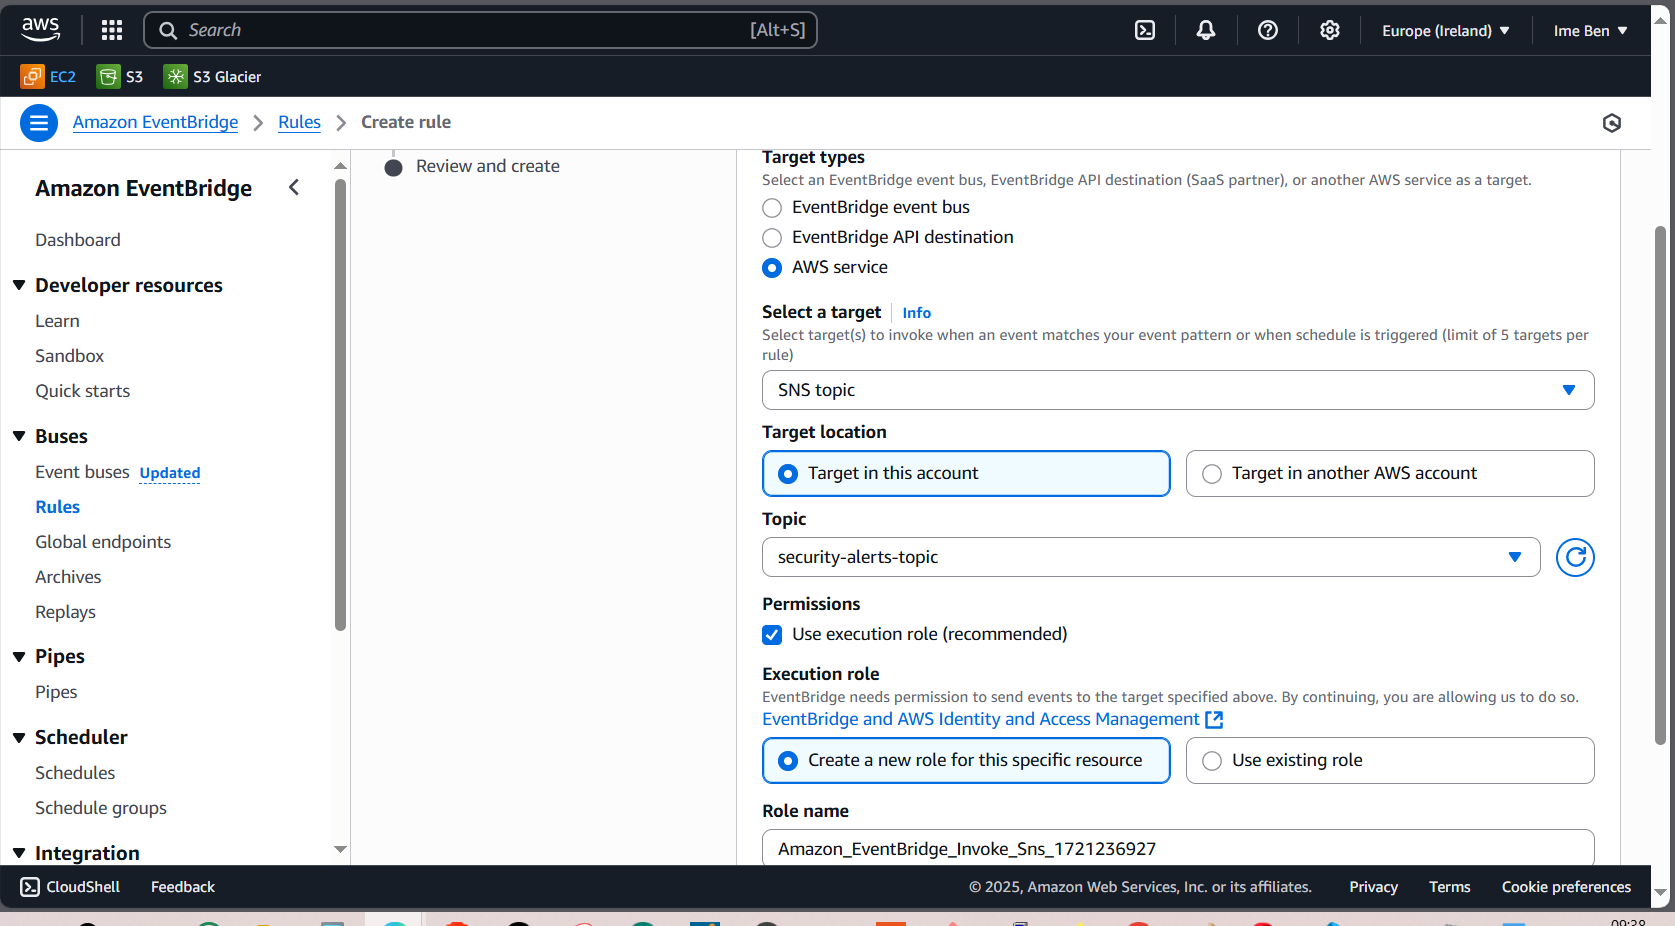 aws
Search
[Alt+S]
Europe (Ireland)
Ime Ben
EC2
S3
S3 Glacier
Amazon EventBridge
Rules
Create rule
Amazon EventBridge
Dashboard
Developer resources
Learn
Sandbox
Quick starts
Buses
Event buses Updated
Rules
Global endpoints
Archives
Replays
Pipes
Pipes
Scheduler
Schedules
Schedule groups
Integration
Review and create
Target types
Select an EventBridge event bus, EventBridge API destination (SaaS partner), or another AWS service as a target.
EventBridge event bus
EventBridge API destination
AWS service
Select a target Info
Select target(s) to invoke when an event matches your event pattern or when schedule is triggered (limit of 5 targets per
rule)
SNS topic
Target location
Target in this account
Target in another AWS account
Topic
security-alerts-topic
Permissions
Use execution role (recommended)
Execution role
EventBridge needs permission to send events to the target specified above. By continuing, you are allowing us to do so.
EventBridge and AWS Identity and Access Management
Create a new role for this specific resource
Use existing role
Role name
Amazon_EventBridge_Invoke_Sns_1721236927
CloudShell
Feedback
© 2025, Amazon Web Services, Inc. or its affiliates.
Privacy
Terms
Cookie preferences